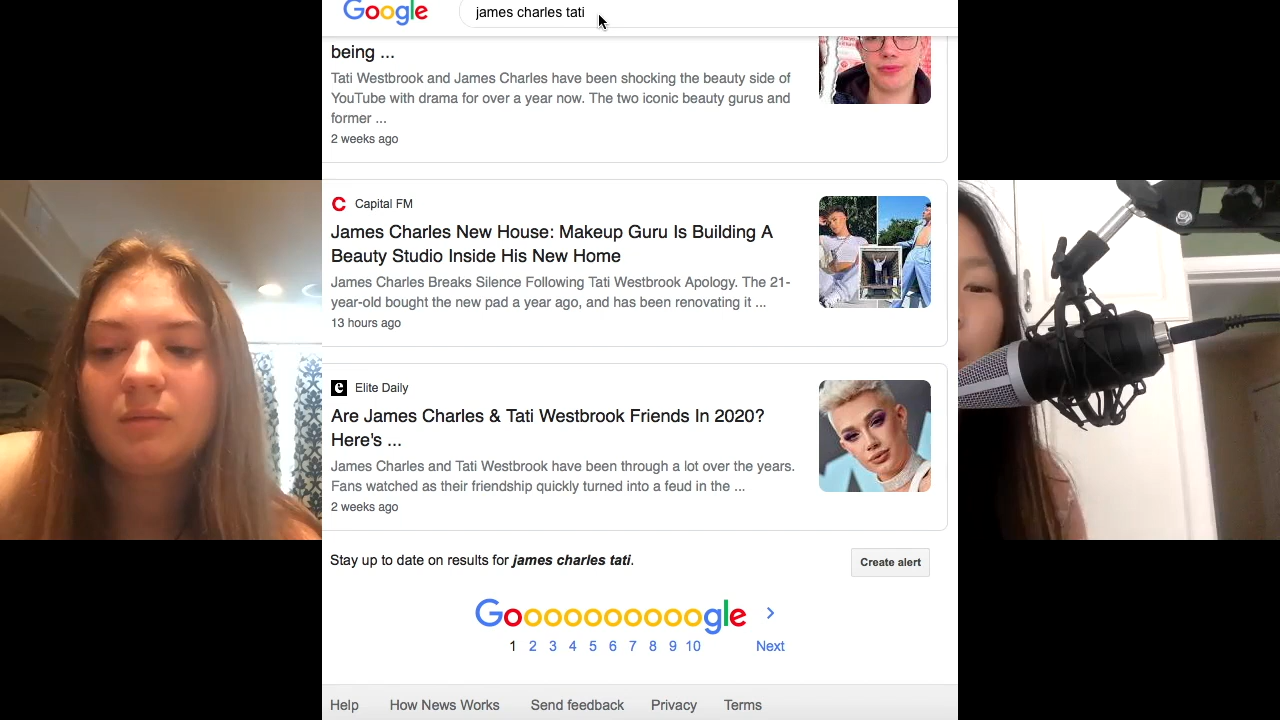 Google
james charles tati
being ...
Tati Westbrook and James Charles have been shocking the beauty side of
YouTube with drama for over a year now. The two iconic beauty gurus and
former ...
2 weeks ago
Capital FM
James Charles New House: Makeup Guru Is Building A
Beauty Studio Inside His New Home
James Charles Breaks Silence Following Tati Westbrook Apology. The 21-
year-old bought the new pad a year ago, and has been renovating it ...
13 hours ago
Elite Daily
Are James Charles & Tati Westbrook Friends In 2020?
Here's ...
James Charles and Tati Westbrook have been through a lot over the years.
Fans watched as their friendship quickly turned into a feud in the ...
2 weeks ago
Stay up to date on results for james charles tati.
Create alert
Goooooooooogle >
1 2 3 4 5 6 7 8 9 10 Next
Help How News Works Send feedback Privacy Terms